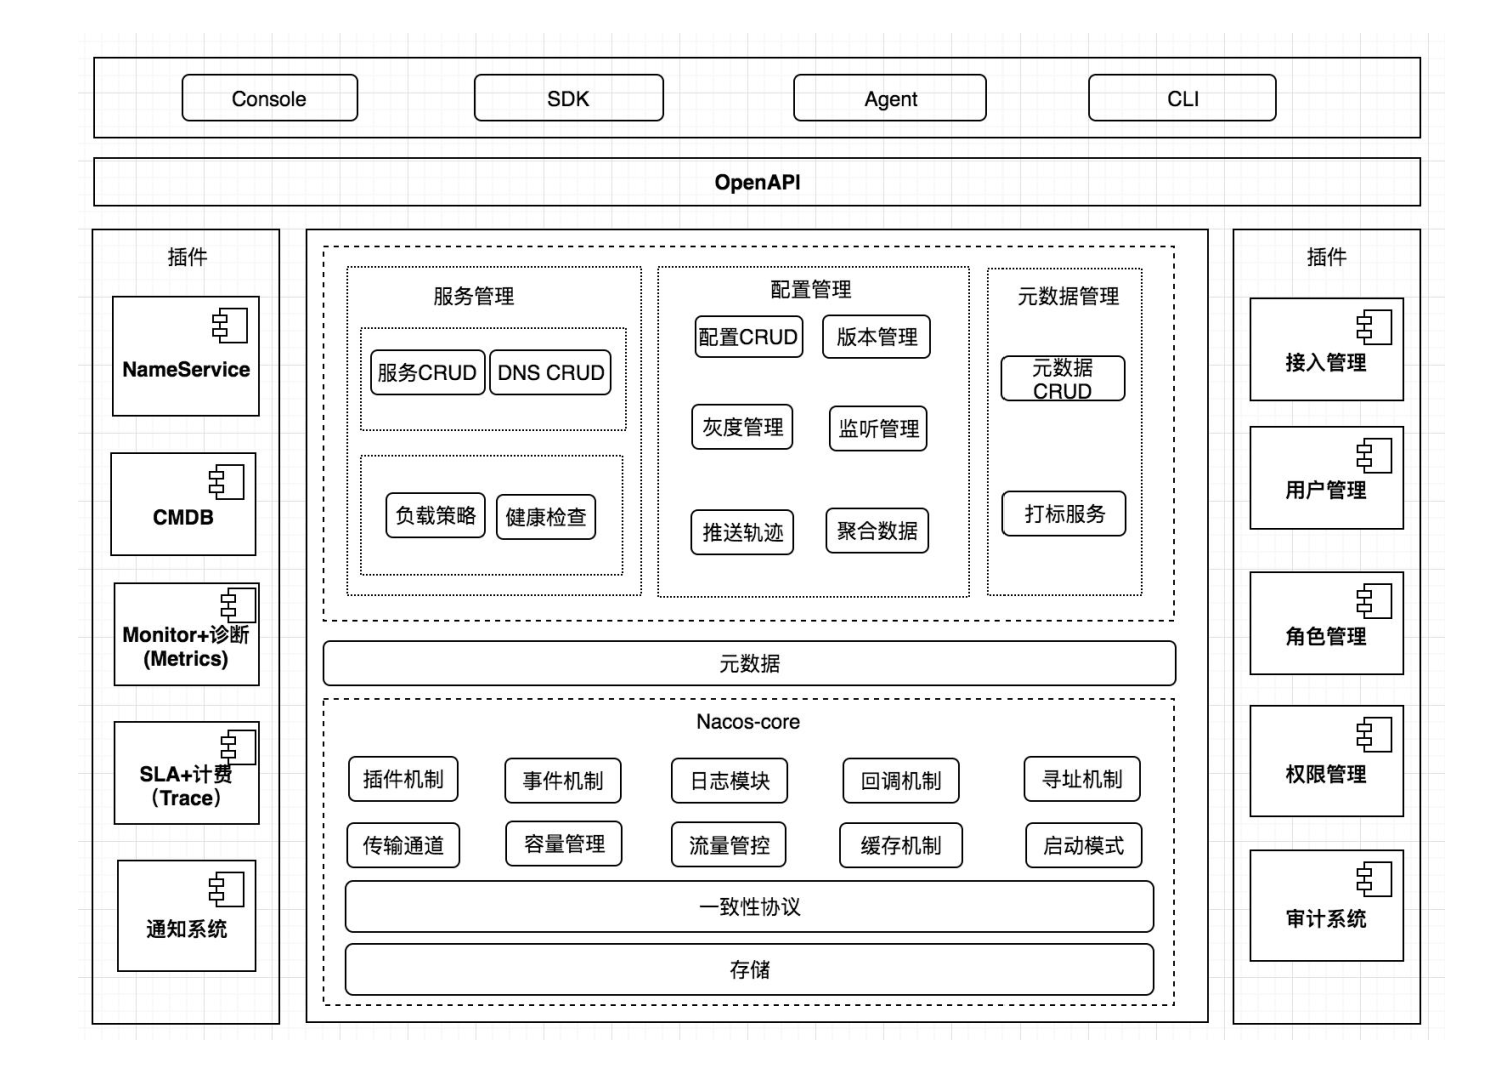 Console
SDK
Agent
CLI
OpenAPI
插件
NameService
CMDB
Monitor+诊断
(Metrics)
SLA+计费
（Trace）
通知系统
服务管理
服务CRUD
DNS CRUD
负载策略
健康检查
配置管理
配置CRUD
版本管理
灰度管理
监听管理
推送轨迹
聚合数据
元数据管理
元数据
CRUD
打标服务
元数据
Nacos-core
插件机制
事件机制
日志模块
回调机制
寻址机制
传输通道
容量管理
流量管控
缓存机制
启动模式
一致性协议
存储
插件
接入管理
用户管理
角色管理
权限管理
审计系统